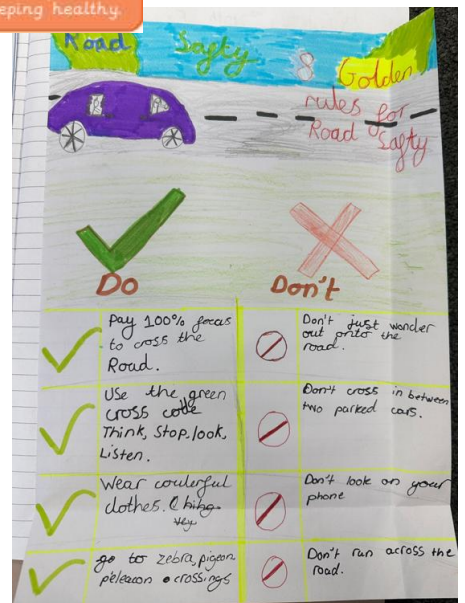 eping healthy.
Road Safty 8 Golden
rules for
Road Safty
Do
Don't
Pay 100% focus
to cross the
Road.
Don't just wonder
out onto the
road.
Use the green
cross code
Think, Stop, look,
Listen.
Don't cross in between
two parked cars.
Wear coulerful
clothes.
Don't look on your
phone
go to zebra, pigeon
peleacon crossings
Don't run across the
road.